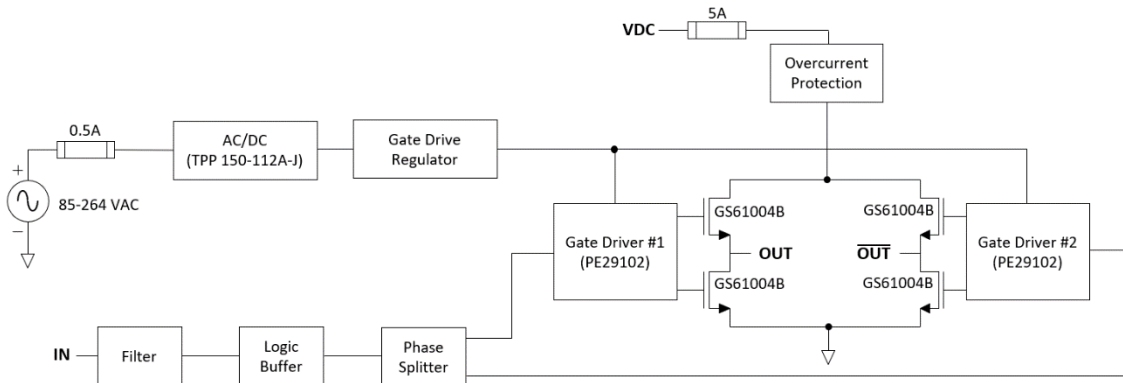 5A
VDC
Overcurrent
Protection
0.5A
AC/DC
(TPP 150-112A-J)
Gate Drive
Regulator
+
85-264 VAC
−
GS61004B
GS61004B
Gate Driver #1
(PE29102)
OUT
OUT
Gate Driver #2
(PE29102)
GS61004B
GS61004B
IN
Filter
Logic
Buffer
Phase
Splitter